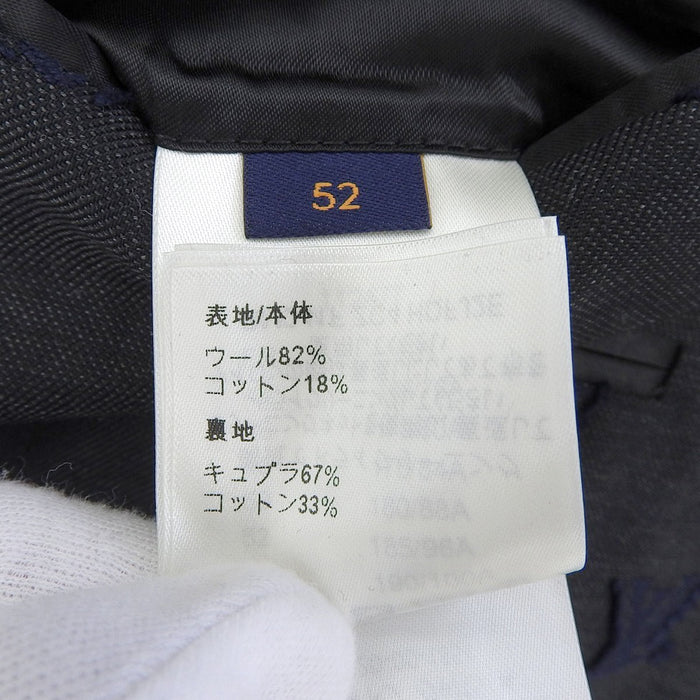 52
表地/本体
ウール82%
コットン18%
裏地
キュプラ67%
コットン33%